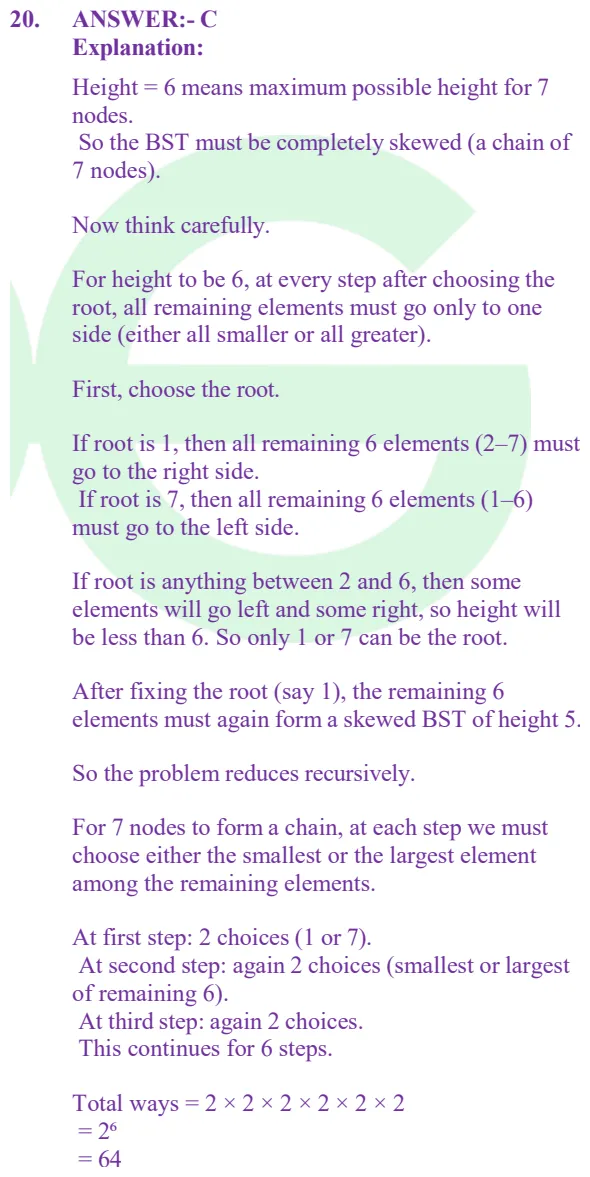 20. ANSWER:- C
Explanation:
Height = 6 means maximum possible height for 7
nodes.
So the BST must be completely skewed (a chain of
7 nodes).
Now think carefully.
For height to be 6, at every step after choosing the
root, all remaining elements must go only to one
side (either all smaller or all greater).
First, choose the root.
If root is 1, then all remaining 6 elements (2–7) must
go to the right side.
If root is 7, then all remaining 6 elements (1–6)
must go to the left side.
If root is anything between 2 and 6, then some
elements will go left and some right, so height will
be less than 6. So only 1 or 7 can be the root.
After fixing the root (say 1), the remaining 6
elements must again form a skewed BST of height 5.
So the problem reduces recursively.
For 7 nodes to form a chain, at each step we must
choose either the smallest or the largest element
among the remaining elements.
At first step: 2 choices (1 or 7).
At second step: again 2 choices (smallest or largest
of remaining 6).
At third step: again 2 choices.
This continues for 6 steps.
Total ways = 2 × 2 × 2 × 2 × 2 × 2
= 2⁶
= 64